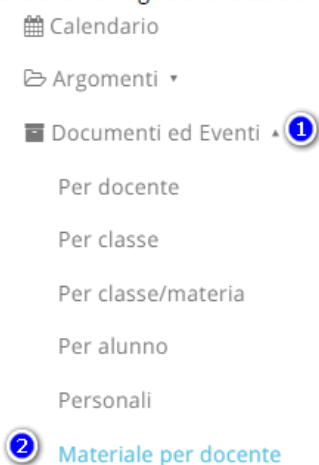 Calendario
Argomenti
Documenti ed Eventi 1
Per docente
Per classe
Per classe/materia
Per alunno
Personali
2 Materiale per docente